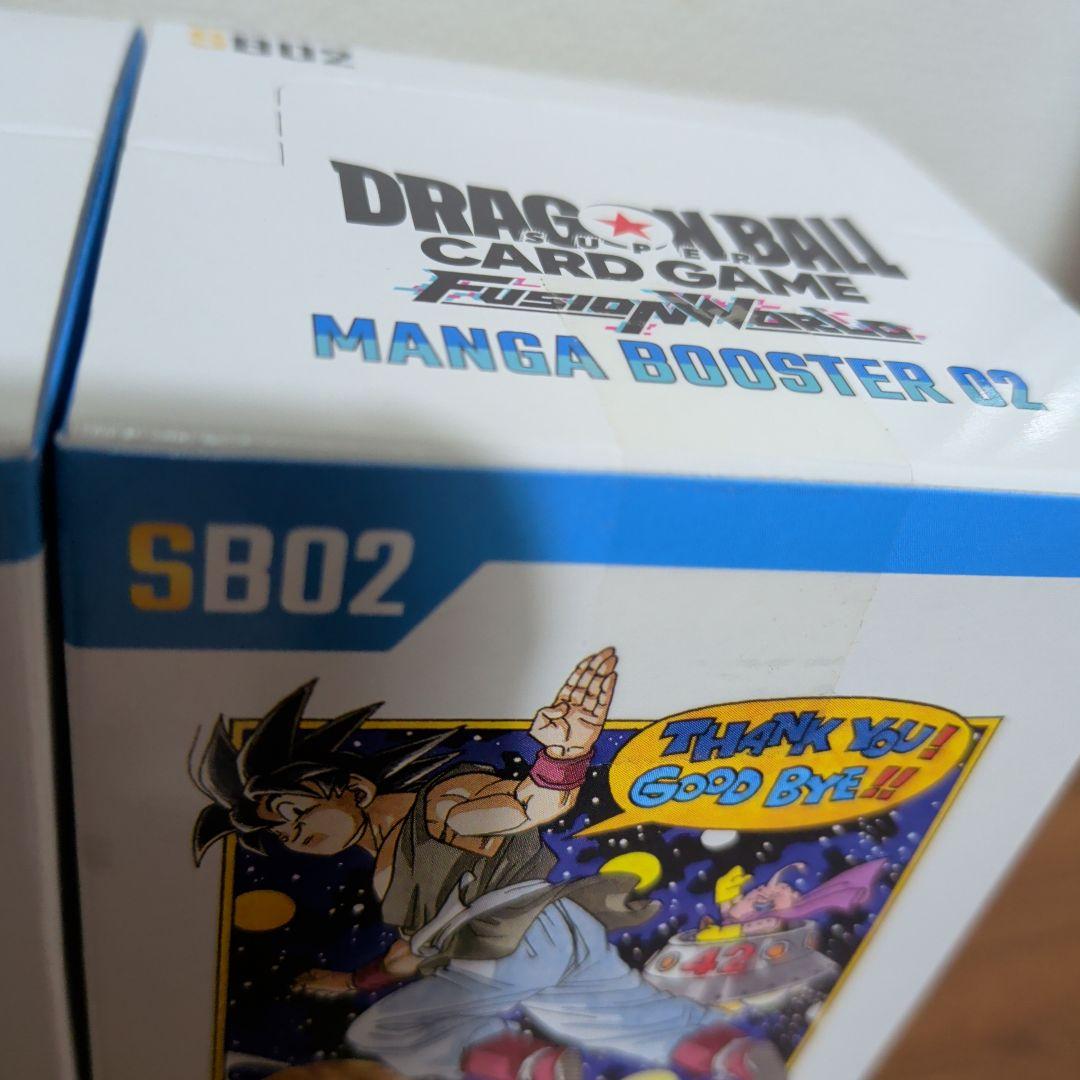 SB02
DRAGON BALL
SUPER
CARD GAME
FUSION WORLD
MANGA BOOSTER 02
SB02
THANK YOU!
GOOD BYE!!
42